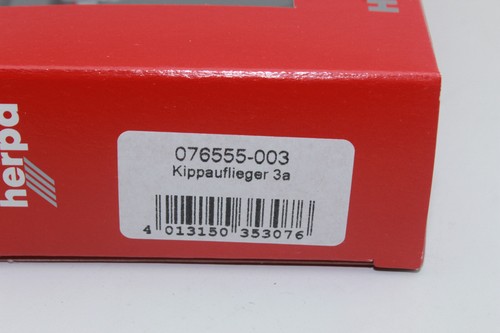 herpa
H
076555-003
Kippauflieger 3a
4 013150 353076